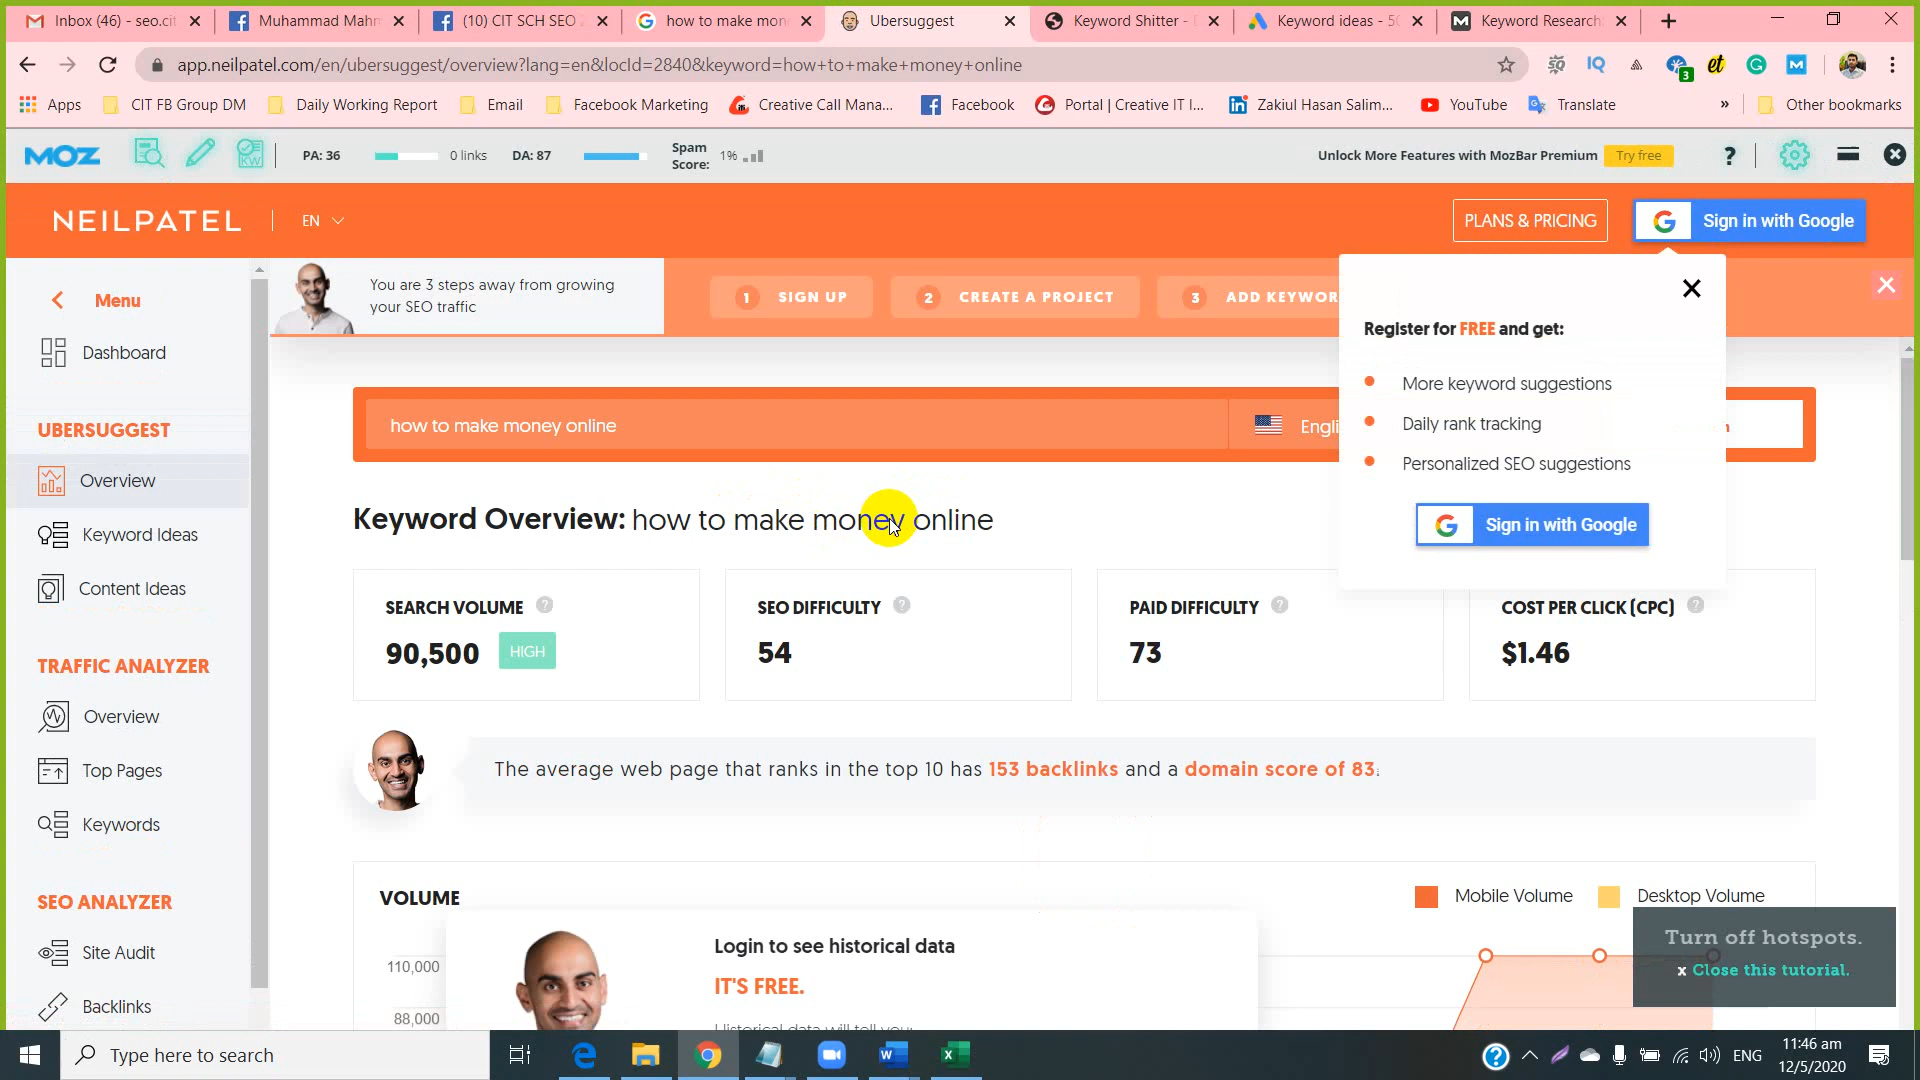 Inbox (46) - seo.cit
Muhammad Mahm
(10) CIT SCH SEO
how to make mon
Ubersuggest
Keyword Shitter -
Keyword ideas - 50
Keyword Research
app.neilpatel.com/en/ubersuggest/overview?lang=en&locId=2840&keyword=how+to+make+money+online
3
Apps
CIT FB Group DM
Daily Working Report
Email
Facebook Marketing
Creative Call Mana...
Facebook
Portal | Creative IT I...
Zakiul Hasan Salim...
YouTube
Translate
»
Other bookmarks
MOZ
KW
PA: 36
0 links
DA: 87
Spam
Score:
1%
Unlock More Features with MozBar Premium
Try free
?
NEILPATEL
EN
PLANS & PRICING
Sign in with Google
Menu
Dashboard
UBERSUGGEST
Overview
Keyword Ideas
Content Ideas
TRAFFIC ANALYZER
Overview
Top Pages
Keywords
SEO ANALYZER
Site Audit
Backlinks
You are 3 steps away from growing
your SEO traffic
1 SIGN UP
2 CREATE A PROJECT
3 ADD KEYWOR
Register for FREE and get:
More keyword suggestions
Daily rank tracking
Personalized SEO suggestions
Sign in with Google
how to make money online
Engli
Keyword Overview: how to make money online
SEARCH VOLUME ?
90,500 HIGH
SEO DIFFICULTY ?
54
PAID DIFFICULTY ?
73
COST PER CLICK (CPC) ?
$1.46
The average web page that ranks in the top 10 has 153 backlinks and a domain score of 83.
VOLUME
Mobile Volume
Desktop Volume
110,000
88,000
Login to see historical data
IT'S FREE.
Historical data will tell you:
Turn off hotspots.
x Close this tutorial.
Type here to search
ENG
11:46 am
12/5/2020